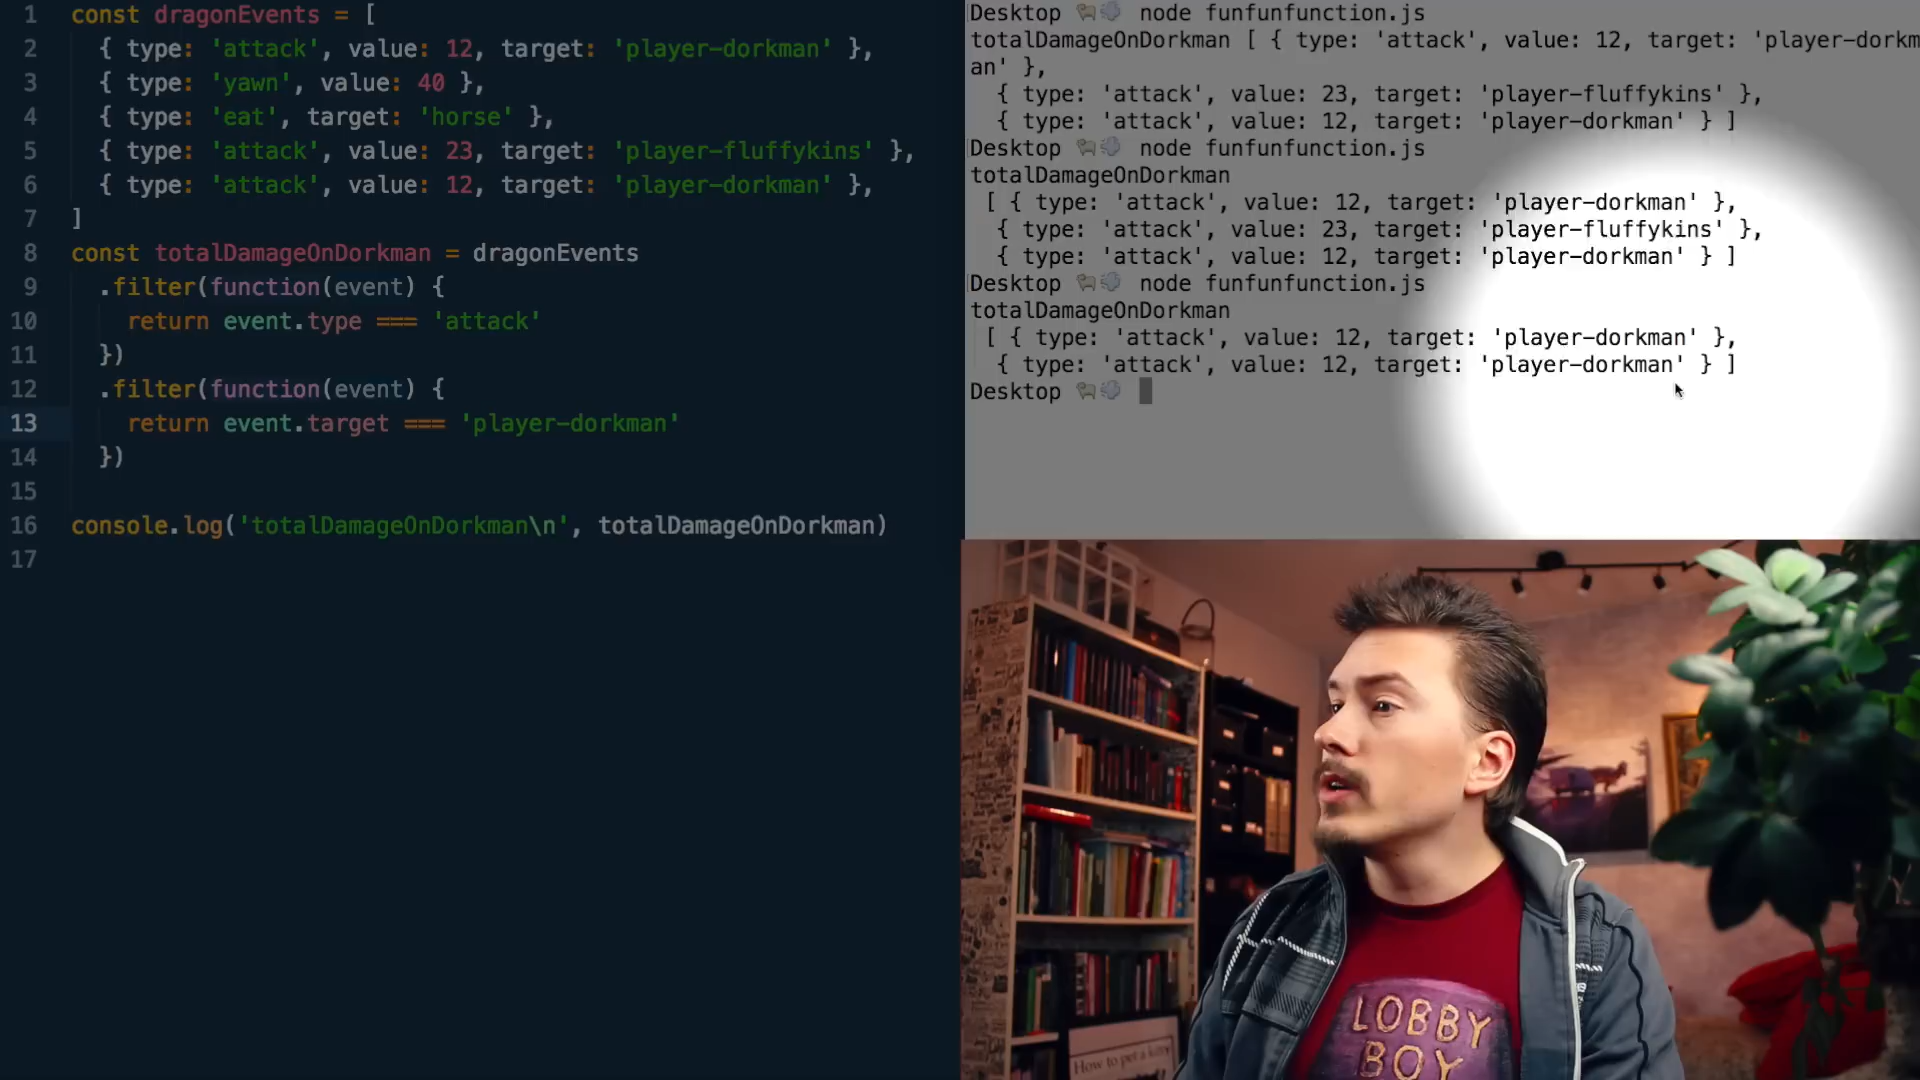 1 const dragonEvents = [
2 { type: 'attack', value: 12, target: 'player-dorkman' },
3 { type: 'yawn', value: 40 },
4 { type: 'eat', target: 'horse' },
5 { type: 'attack', value: 23, target: 'player-fluffykins' },
6 { type: 'attack', value: 12, target: 'player-dorkman' },
7 ]
8 const totalDamageOnDorkman = dragonEvents
9 .filter(function(event) {
10 return event.type === 'attack'
11 })
12 .filter(function(event) {
13 return event.target === 'player-dorkman'
14 })
15
16 console.log('totalDamageOnDorkman\n', totalDamageOnDorkman)
17
Desktop 🐏💨 node funfunfunction.js
totalDamageOnDorkman [ { type: 'attack', value: 12, target: 'player-dorkm
an' },
{ type: 'attack', value: 23, target: 'player-fluffykins' },
{ type: 'attack', value: 12, target: 'player-dorkman' } ]
Desktop 🐏💨 node funfunfunction.js
totalDamageOnDorkman
[ { type: 'attack', value: 12, target: 'player-dorkman' },
{ type: 'attack', value: 23, target: 'player-fluffykins' },
{ type: 'attack', value: 12, target: 'player-dorkman' } ]
Desktop 🐏💨 node funfunfunction.js
totalDamageOnDorkman
[ { type: 'attack', value: 12, target: 'player-dorkman' },
{ type: 'attack', value: 12, target: 'player-dorkman' } ]
Desktop 🐏💨
LOBBY
BOY
How to pet a kitty